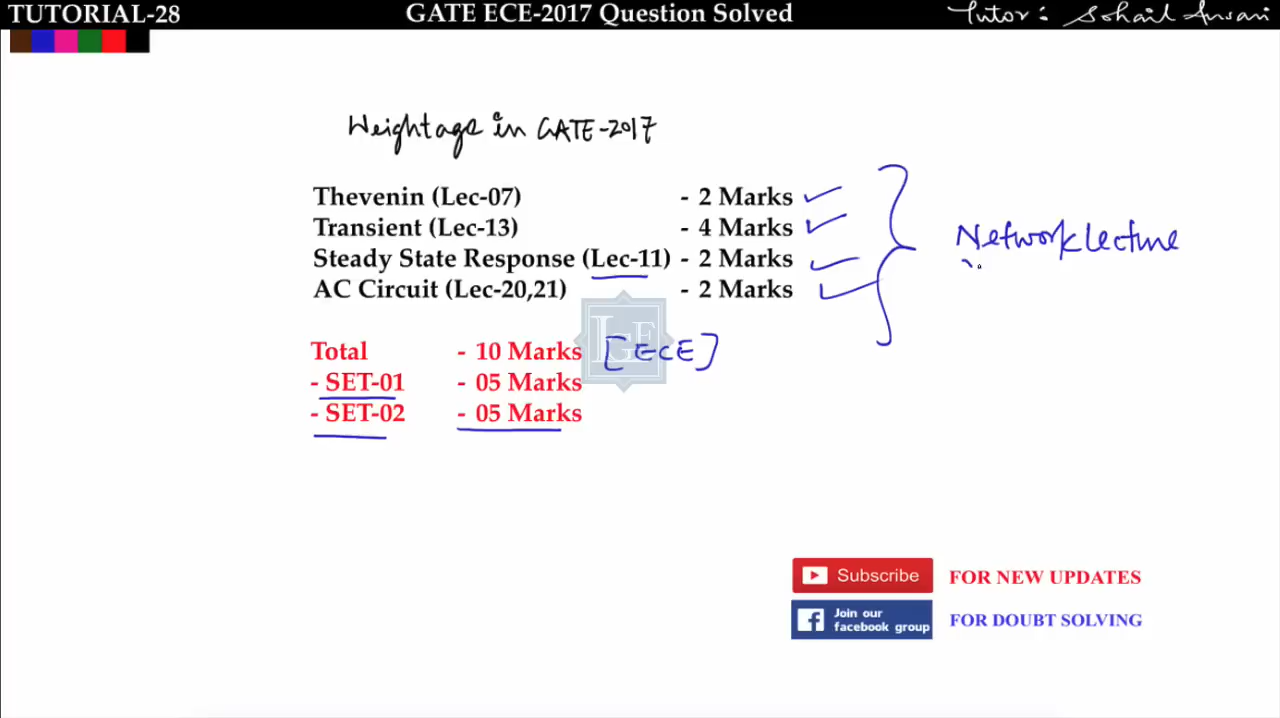 TUTORIAL-28 GATE ECE-2017 Question Solved Tutor: Sohail Ansari
Weightage in GATE-2017
Thevenin (Lec-07) - 2 Marks
Transient (Lec-13) - 4 Marks
Steady State Response (Lec-11) - 2 Marks
AC Circuit (Lec-20,21) - 2 Marks
Network lecture
Total - 10 Marks [ECE]
- SET-01 - 05 Marks
- SET-02 - 05 Marks
IGE
Subscribe FOR NEW UPDATES
Join our
facebook group FOR DOUBT SOLVING